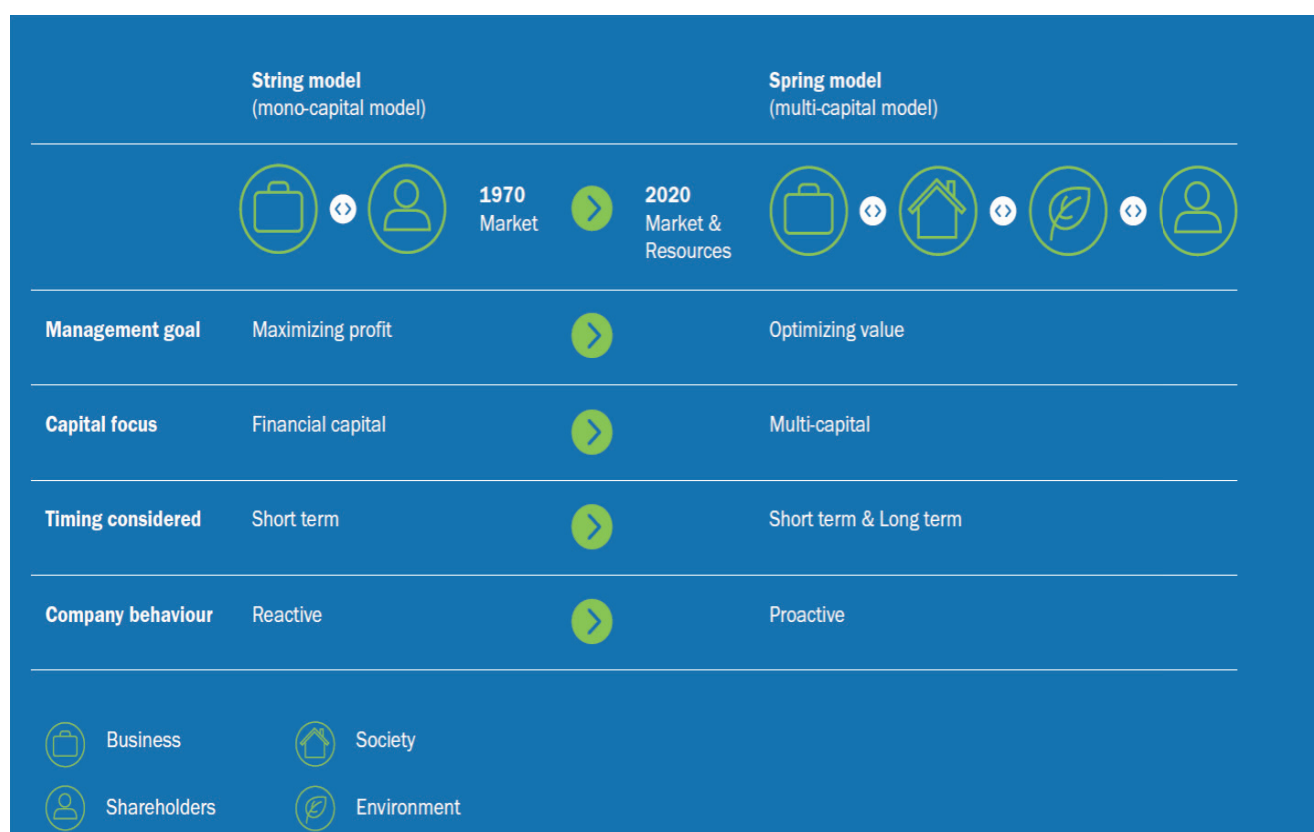 String model
(mono-capital model)
Spring model
(multi-capital model)
1970
Market
2020
Market &
Resources
Management goal
Maximizing profit
Optimizing value
Capital focus
Financial capital
Multi-capital
Timing considered
Short term
Short term & Long term
Company behaviour
Reactive
Proactive
Business
Society
Shareholders
Environment